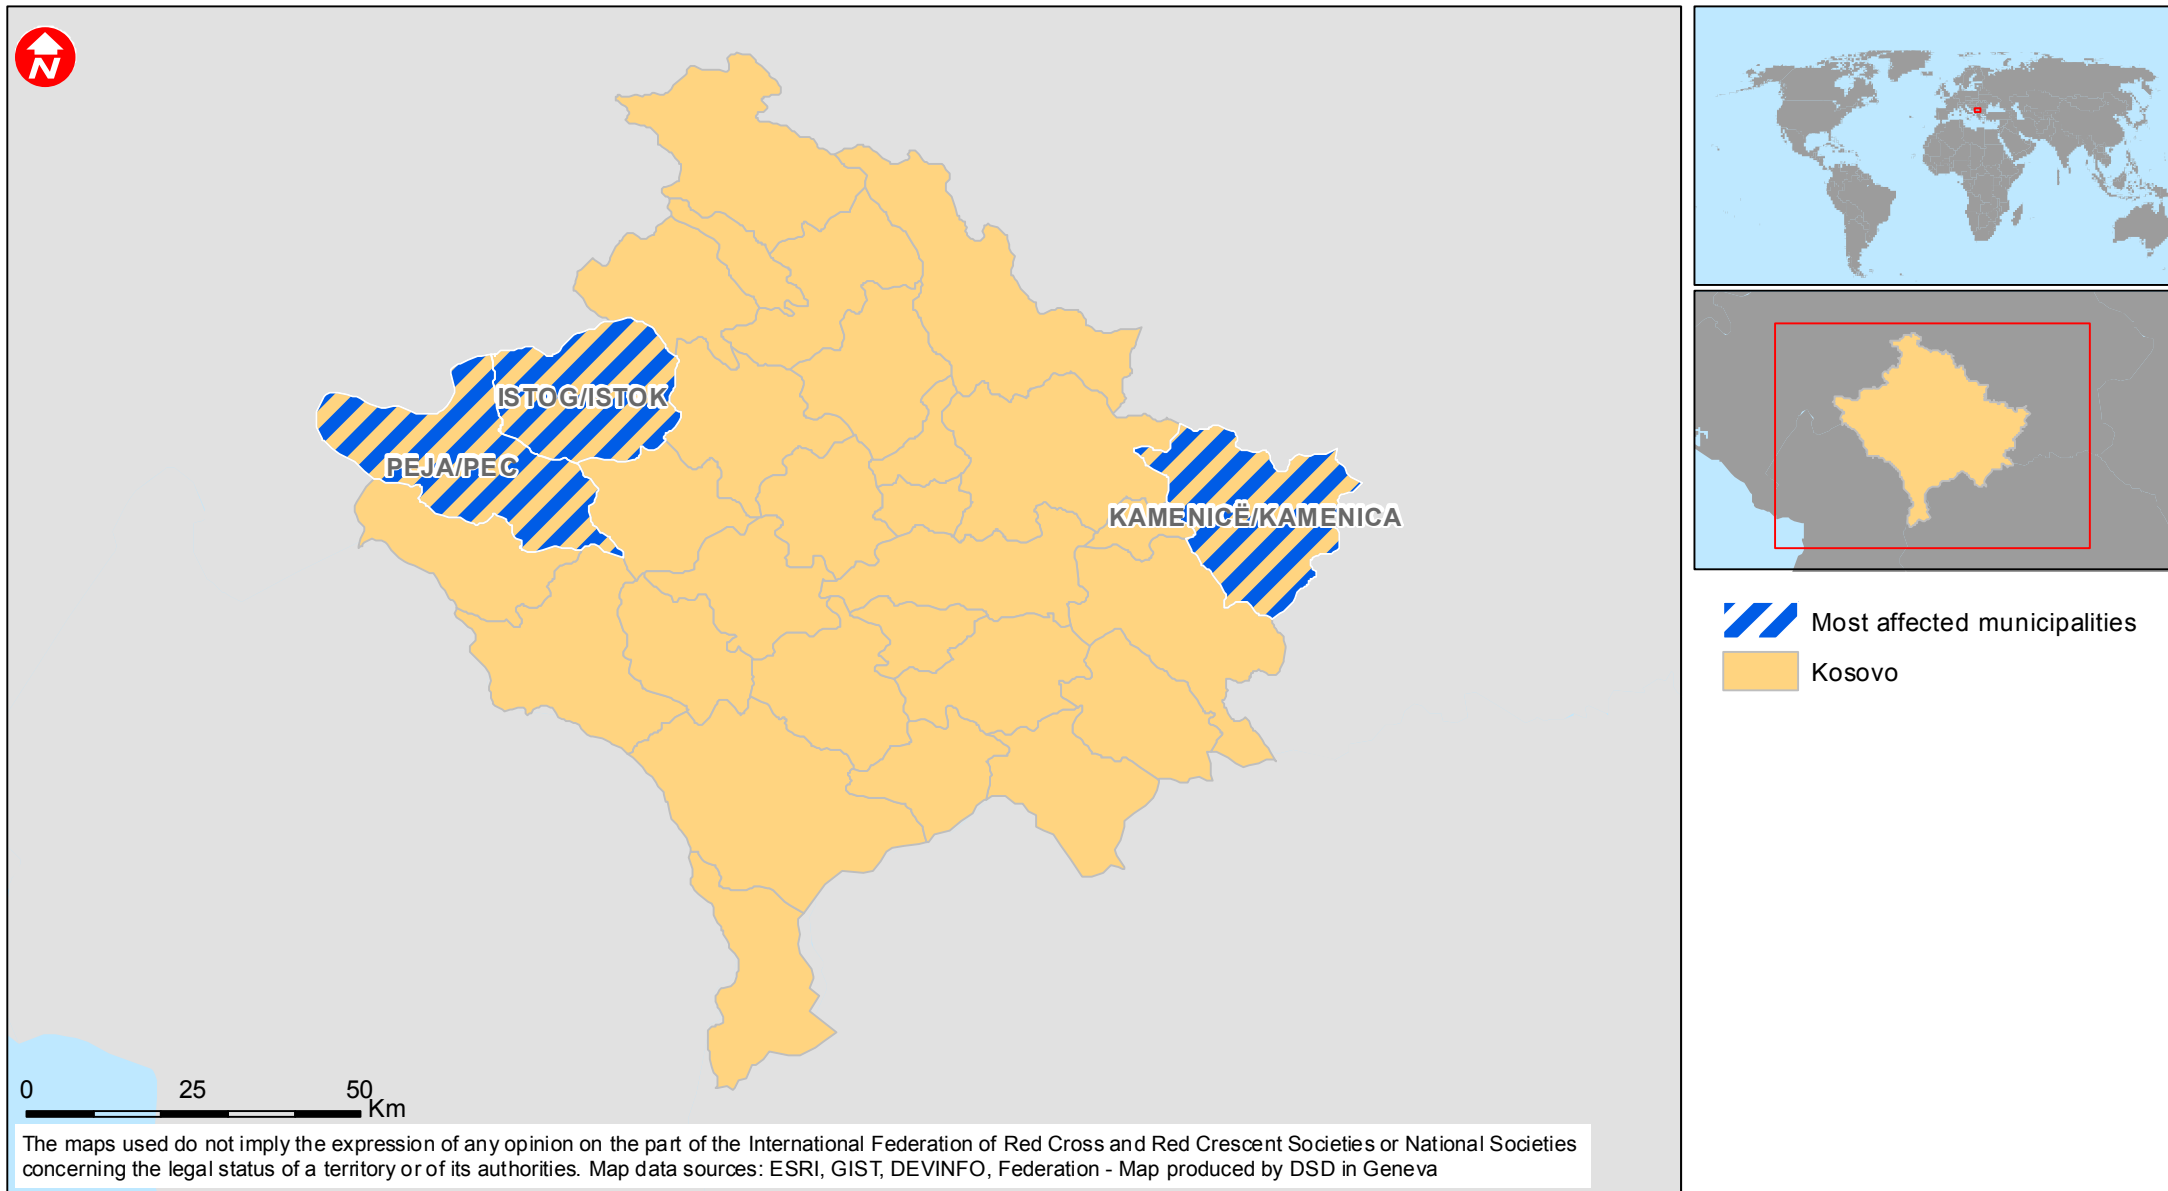 N
ISTOG/ISTOK
PEJA/PEC
KAMENICË/KAMENICA
Most affected municipalities
Kosovo
0 25 50
Km
The maps used do not imply the expression of any opinion on the part of the International Federation of Red Cross and Red Crescent Societies or National Societies
concerning the legal status of a territory or of its authorities. Map data sources: ESRI, GIST, DEVINFO, Federation - Map produced by DSD in Geneva